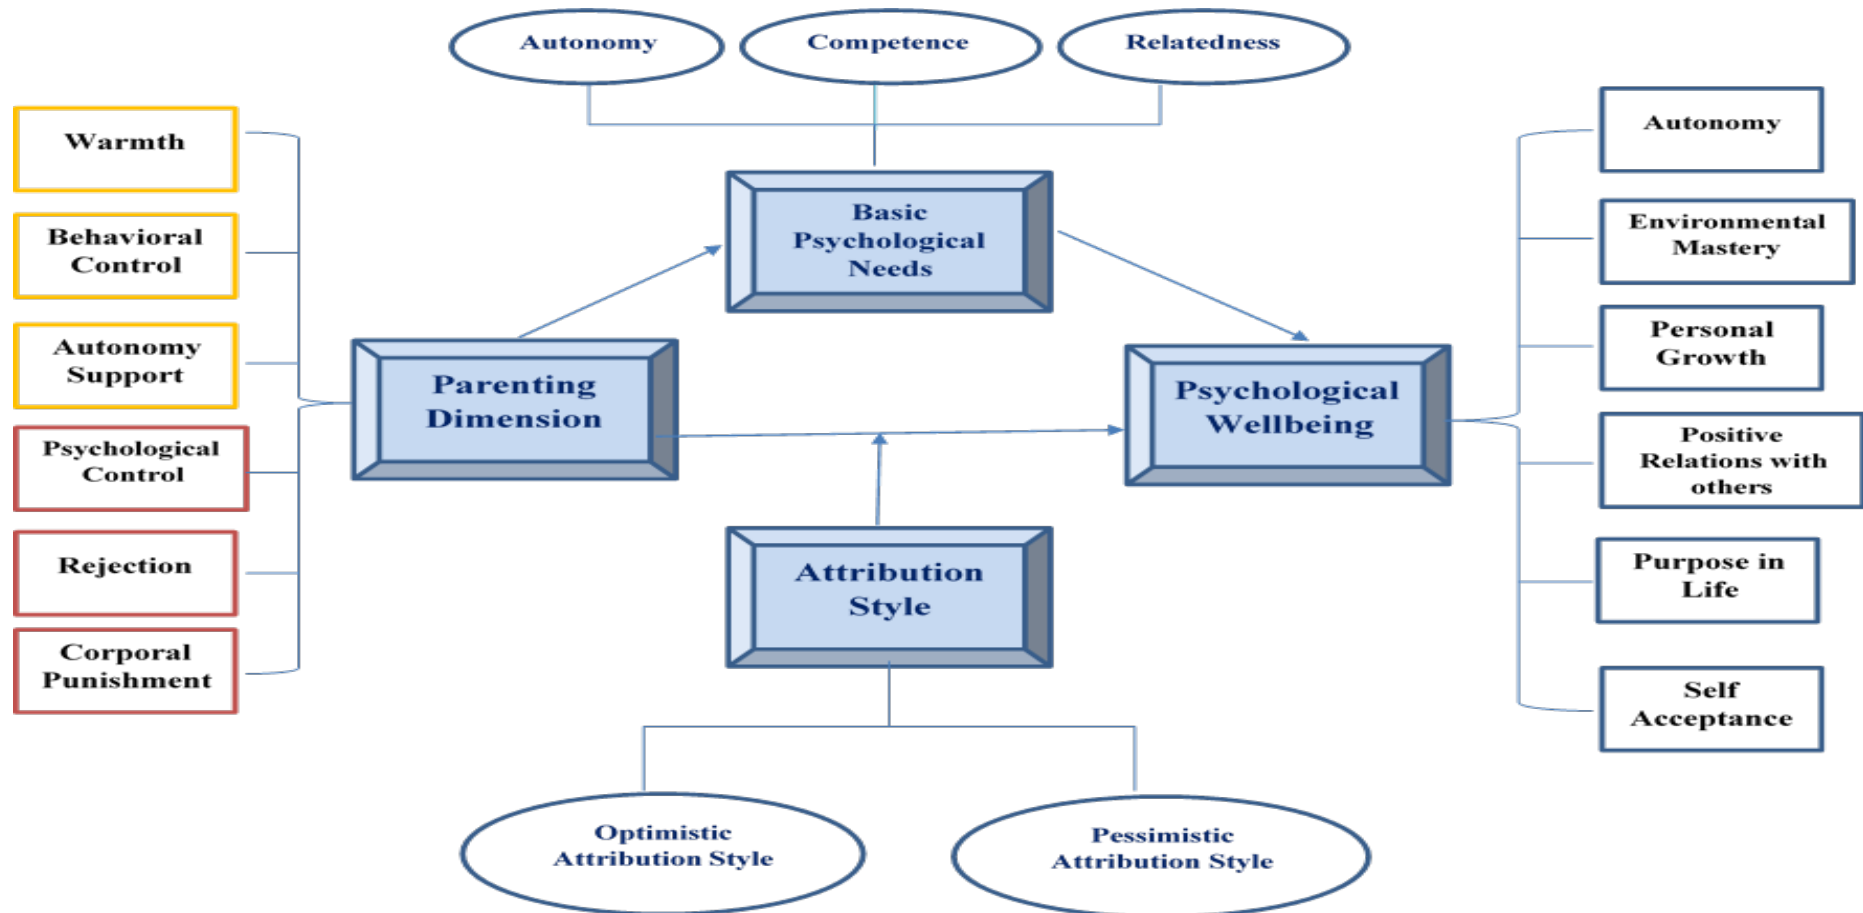 Autonomy
Competence
Relatedness
Warmth
Behavioral
Control
Autonomy
Support
Psychological
Control
Rejection
Corporal
Punishment
Basic
Psychological
Needs
Parenting
Dimension
Psychological
Wellbeing
Attribution
Style
Optimistic
Attribution Style
Pessimistic
Attribution Style
Autonomy
Environmental
Mastery
Personal
Growth
Positive
Relations with
others
Purpose in
Life
Self
Acceptance